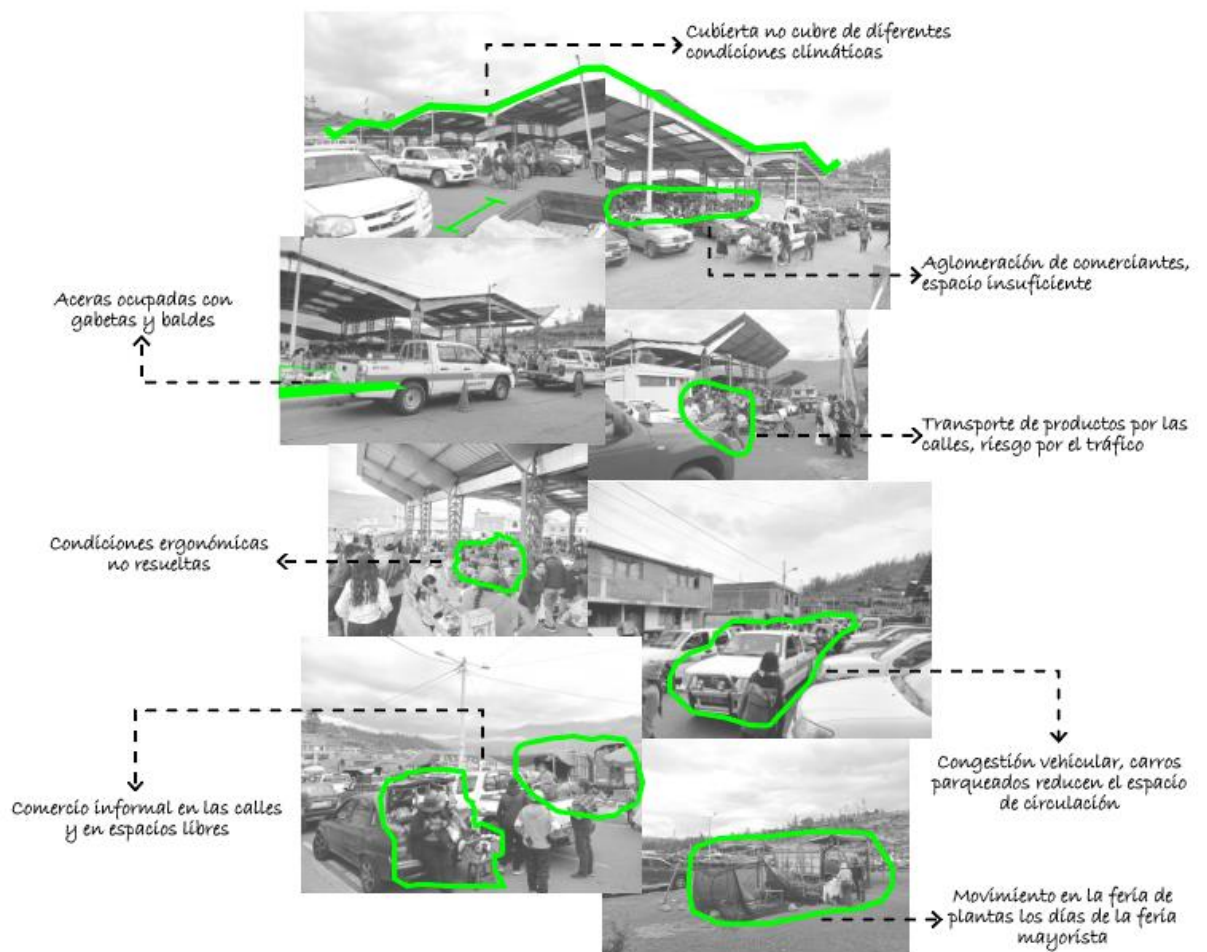 Cubierta no cubre de diferentes
condiciones climáticas
Aglomeración de comerciantes,
espacio insuficiente
Aceras ocupadas con
gabetas y baldes
Transporte de productos por las
calles, riesgo por el tráfico
Condiciones ergonómicas
no resueltas
Congestión vehicular, carros
parqueados reducen el espacio
de circulación
Comercio informal en las calles
y en espacios libres
Movimiento en la feria de
plantas los días de la feria
mayorista